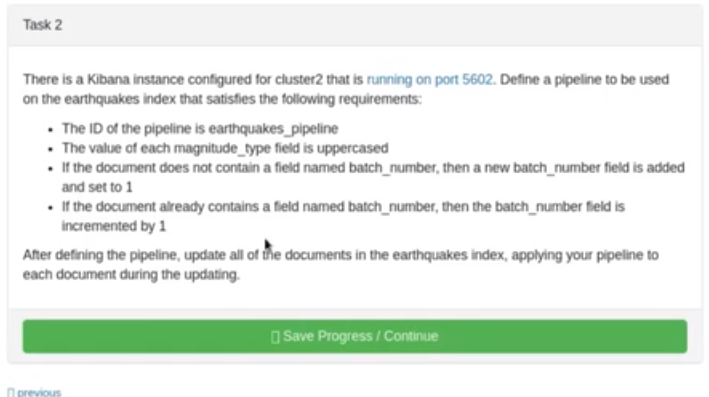 Task 2
There is a Kibana instance configured for cluster2 that is running on port 5602. Define a pipeline to be used
on the earthquakes index that satisfies the following requirements:
• The ID of the pipeline is earthquakes_pipeline
• The value of each magnitude_type field is uppercased
• If the document does not contain a field named batch_number, then a new batch_number field is added
and set to 1
• If the document already contains a field named batch_number, then the batch_number field is
incremented by 1
After defining the pipeline, update all of the documents in the earthquakes index, applying your pipeline to
each document during the updating.
Save Progress / Continue
previous